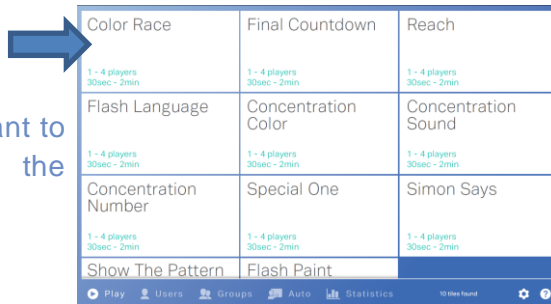 Color Race
Final Countdown
Reach
1 - 4 players
30sec - 2min
1 - 4 players
30sec - 2min
1 - 4 players
30sec - 2min
ant to
the
Flash Language
Concentration
Color
Concentration
Sound
1 - 4 players
30sec - 2min
1 - 4 players
30sec - 2min
1 - 4 players
30sec - 2min
Concentration
Number
Special One
Simon Says
1 - 4 players
30sec - 2min
1 - 4 players
30sec - 2min
1 - 4 players
30sec - 2min
Show The Pattern
Flash Paint
Play Users Groups Auto Statistics 10 tiles found ?